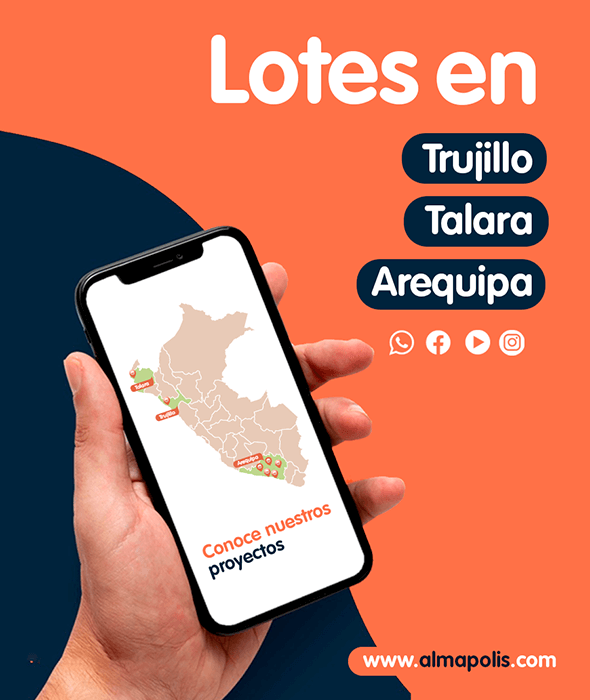 Lotes en
Trujillo
Talara
Arequipa
Talara
Trujillo
Arequipa
Conoce nuestros
proyectos
www.almapolis.com